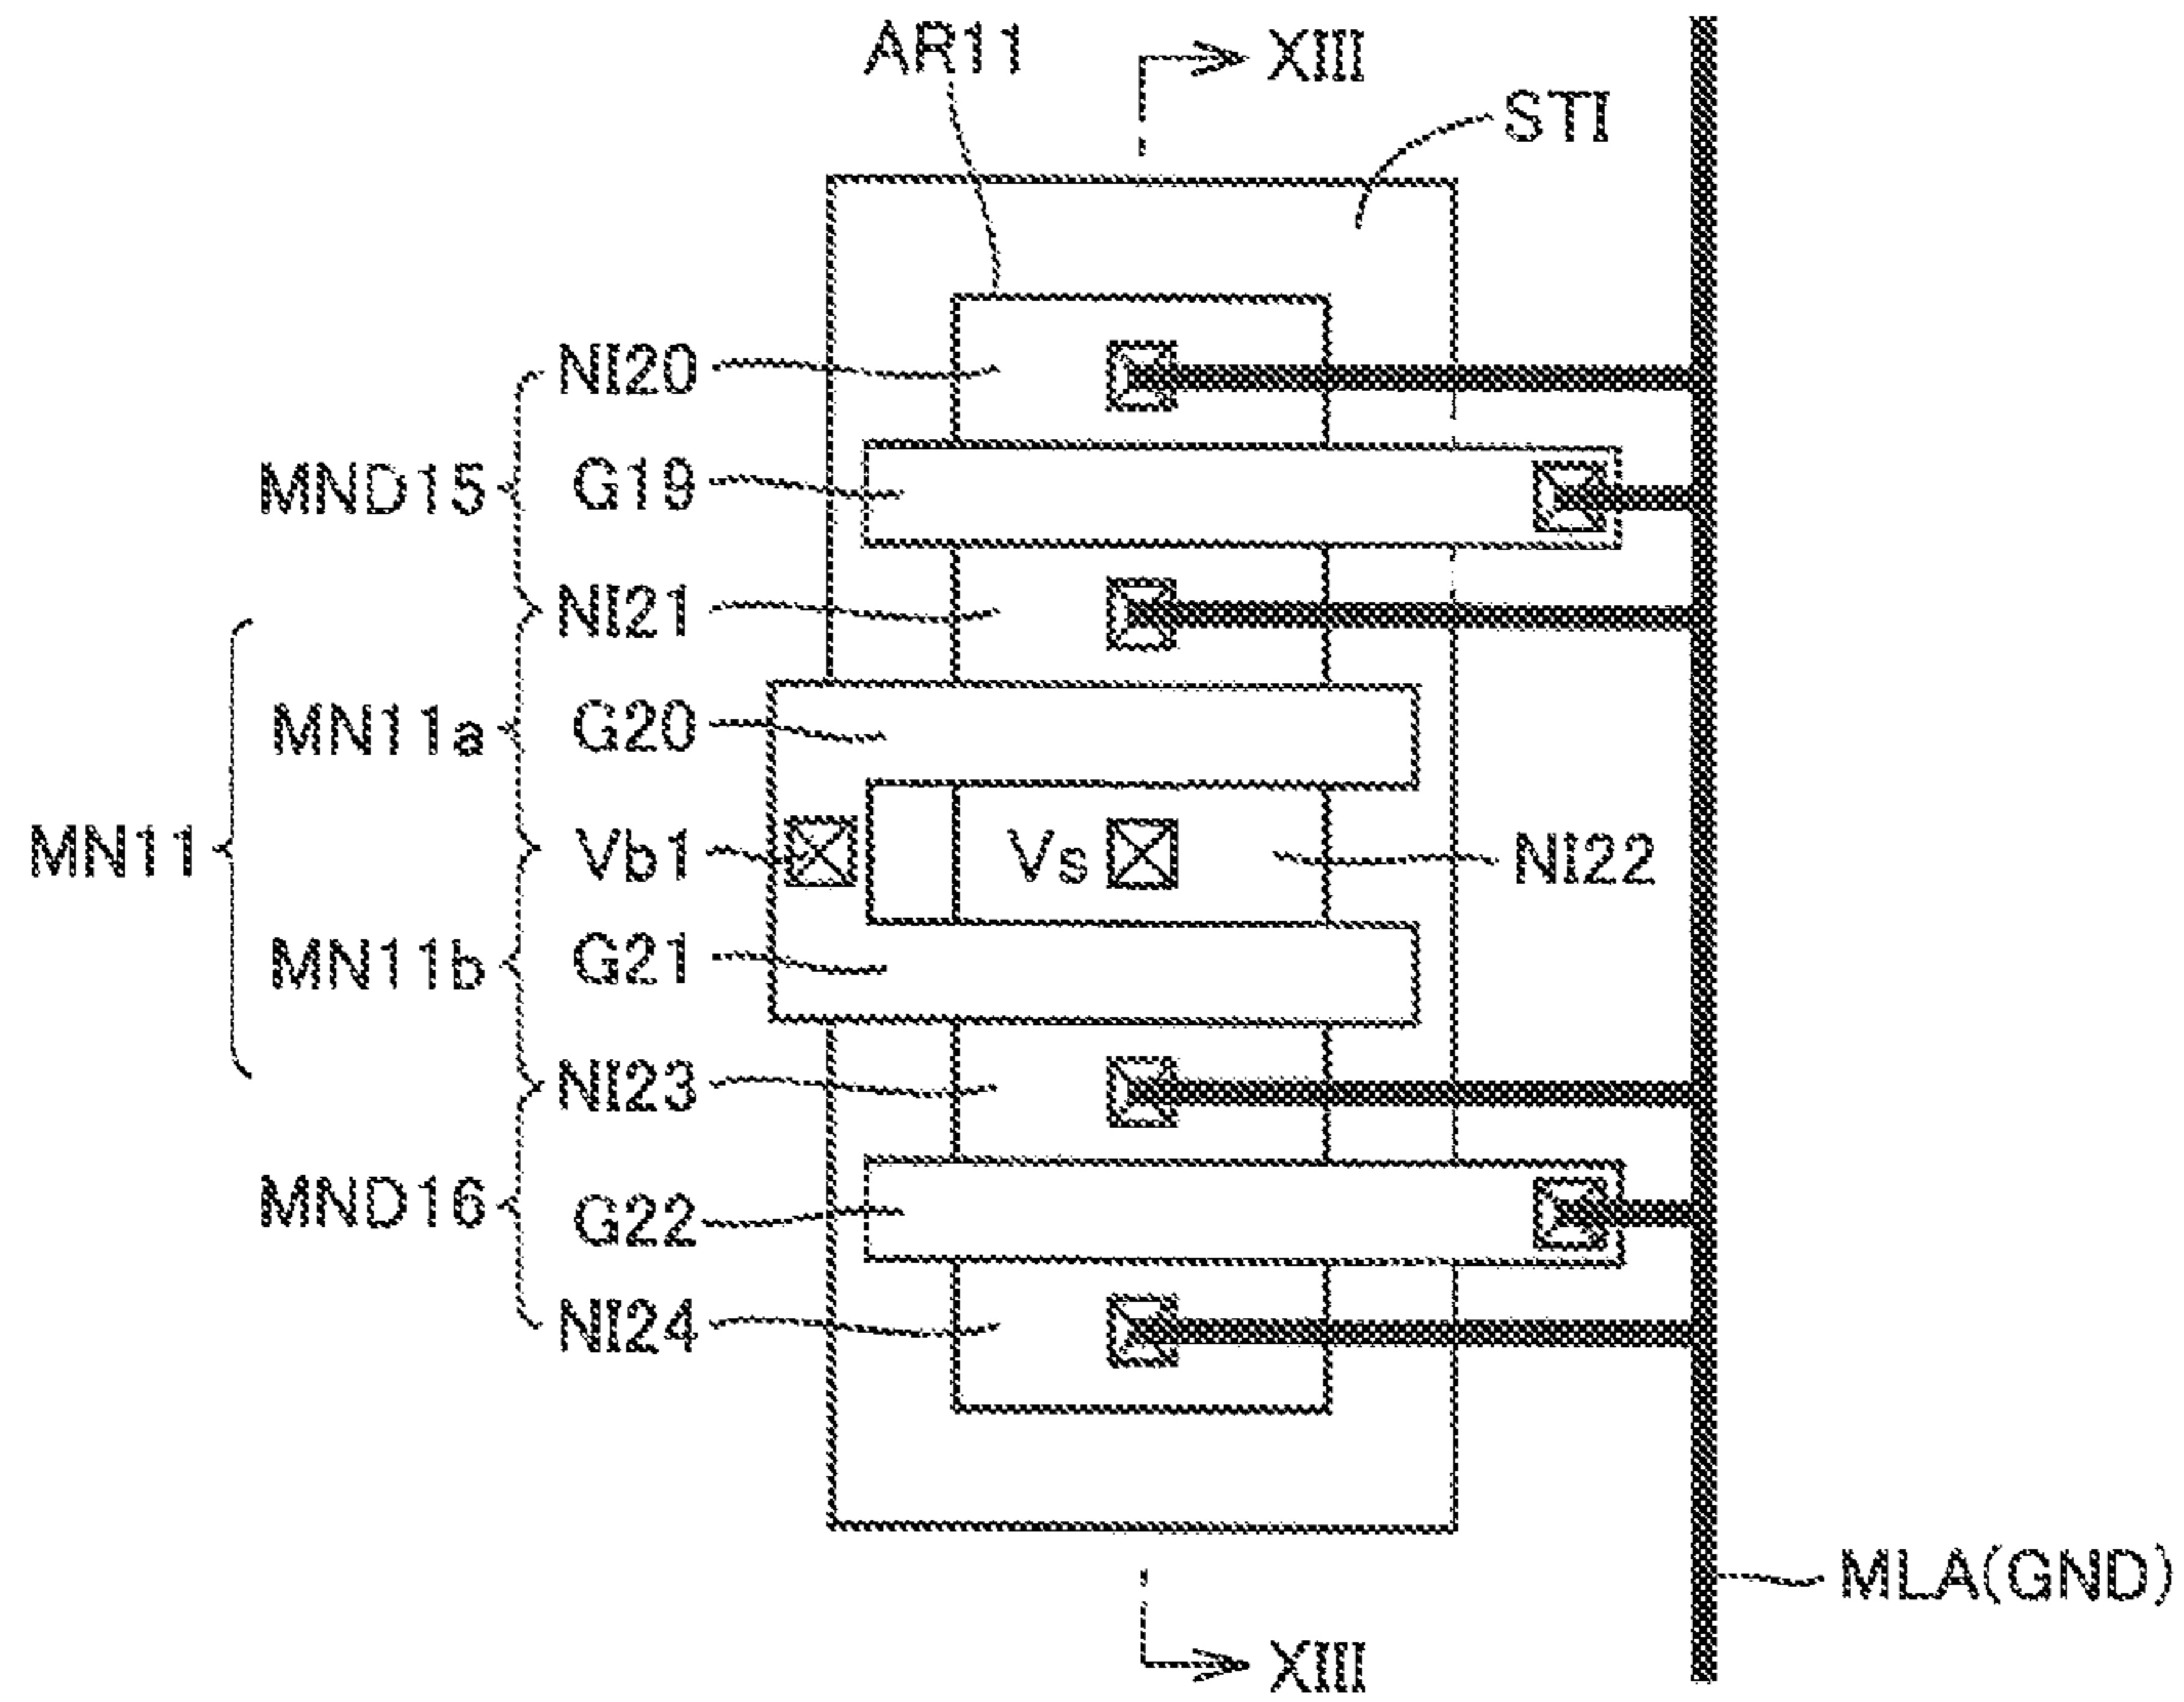 AR11
XIII
STI
NI20
MND15
G19
NI21
MN11a
G20
MN11
Vb1
Vs
NI22
MN11b
G21
NI23
MND16
G22
NI24
MLA(GND)
XIII